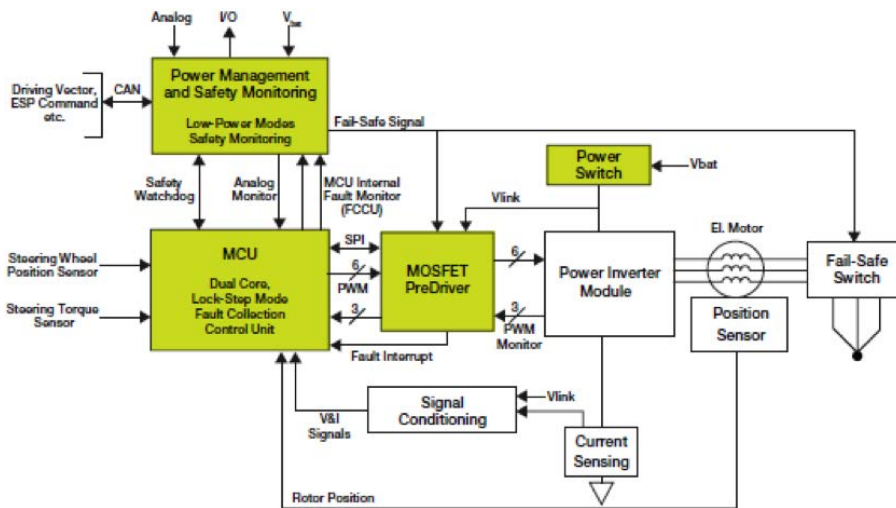 Analog
I/O
Vbat
Power Management
and Safety Monitoring
Low-Power Modes
Safety Monitoring
Driving Vector,
ESP Command
etc.
CAN
Fail-Safe Signal
Power
Switch
Vbat
Safety
Watchdog
Analog
Monitor
MCU Internal
Fault Monitor
(FCCU)
Vlink
El. Motor
Steering Wheel
Position Sensor
Steering Torque
Sensor
MCU
Dual Core,
Lock-Step Mode
Fault Collection
Control Unit
SPI
6
PWM
3
MOSFET
PreDriver
6
3
PWM
Monitor
Power Inverter
Module
Fail-Safe
Switch
Position
Sensor
Fault Interrupt
V&I
Signals
Signal
Conditioning
Vlink
Current
Sensing
Rotor Position